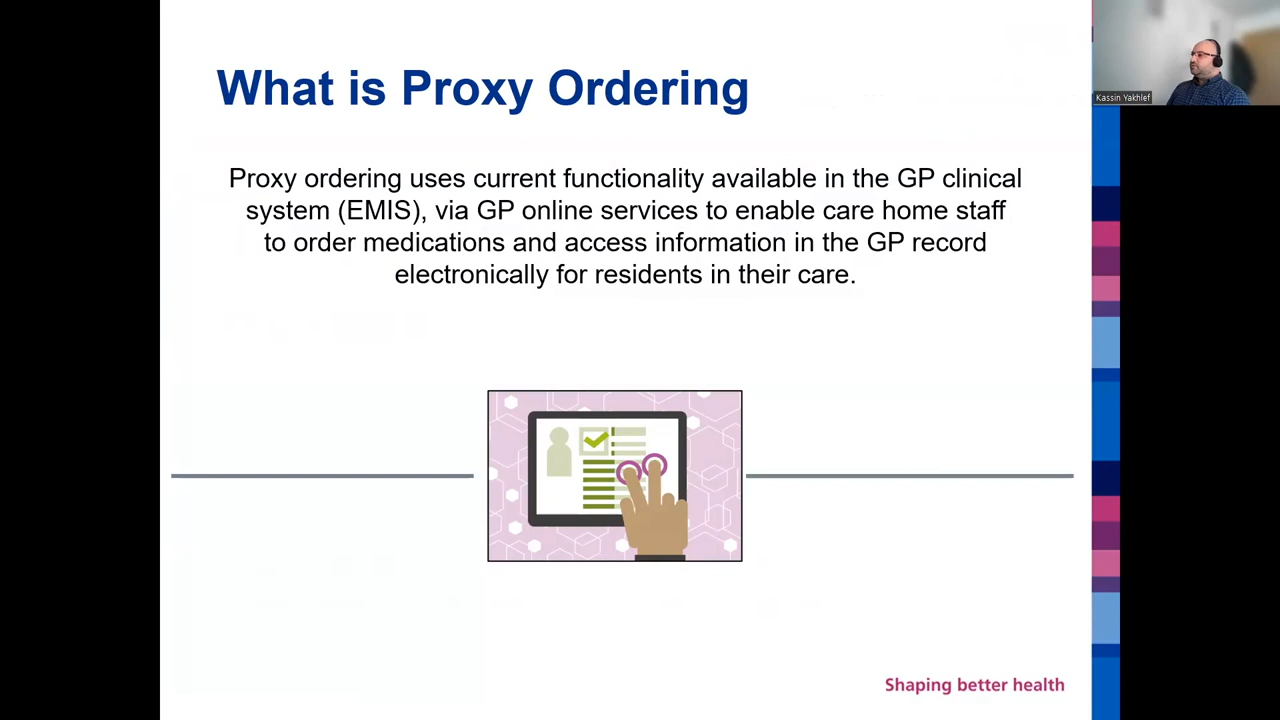 What is Proxy Ordering
Kassin Yakhlef
Proxy ordering uses current functionality available in the GP clinical
system (EMIS), via GP online services to enable care home staff
to order medications and access information in the GP record
electronically for residents in their care.
Shaping better health